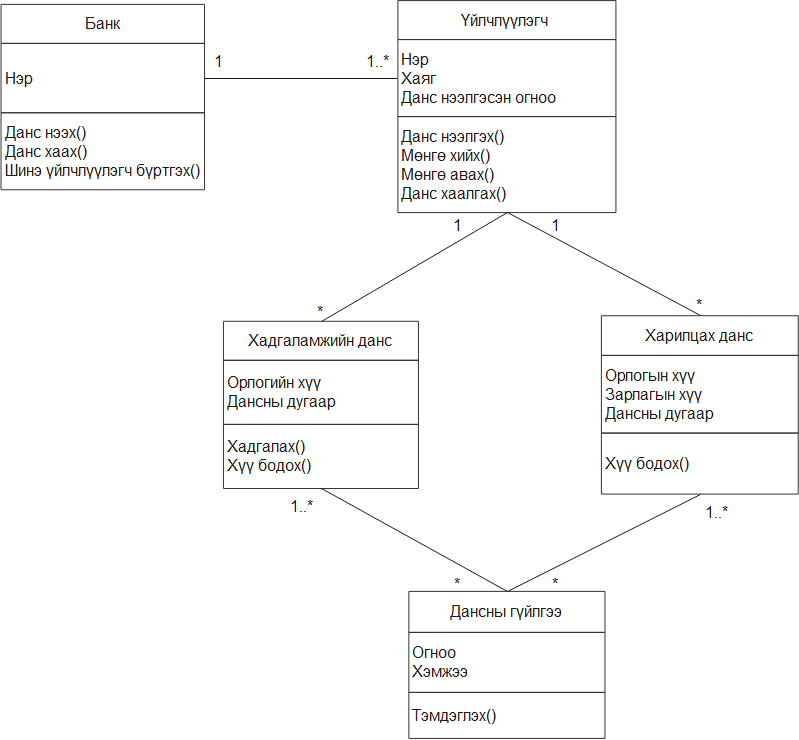 Банк
Нэр
Данс нээх()
Данс хаах()
Шинэ үйлчлүүлэгч бүртгэх()
1
1..*
Үйлчлүүлэгч
Нэр
Хаяг
Данс нээлгэсэн огноо
Данс нээлгэх()
Мөнгө хийх()
Мөнгө авах()
Данс хаалгах()
1
1
*
*
Хадгаламжийн данс
Орлогийн хүү
Дансны дугаар
Хадгалах()
Хүү бодох()
Харилцах данс
Орлогын хүү
Зарлагын хүү
Дансны дугаар
Хүү бодох()
1..*
1..*
*
*
Дансны гүйлгээ
Огноо
Хэмжээ
Тэмдэглэх()